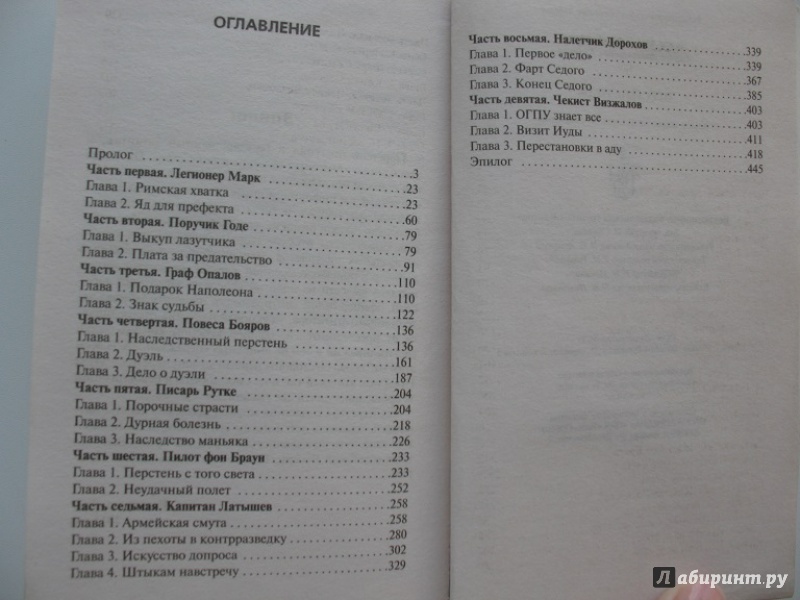 ОГЛАВЛЕНИЕ
Пролог 3
Часть первая. Легионер Марк 23
Глава 1. Римская хватка 23
Глава 2. Яд для префекта 60
Часть вторая. Поручик Годе 79
Глава 1. Выкуп лазутчика 79
Глава 2. Плата за предательство 91
Часть третья. Граф Опалов 110
Глава 1. Подарок Наполеона 110
Глава 2. Знак судьбы 122
Часть четвертая. Повеса Бояров 136
Глава 1. Наследственный перстень 136
Глава 2. Дуэль 161
Глава 3. Дело о дуэли 187
Часть пятая. Писарь Рутке 204
Глава 1. Порочные страсти 204
Глава 2. Дурная болезнь 218
Глава 3. Наследство маньяка 226
Часть шестая. Пилот фон Браун 233
Глава 1. Перстень с того света 233
Глава 2. Неудачный полет 252
Часть седьмая. Капитан Латышев 258
Глава 1. Армейская смута 258
Глава 2. Из пехоты в контрразведку 280
Глава 3. Искусство допроса 302
Глава 4. Штыкам навстречу 329
Часть восьмая. Налетчик Дорохов 339
Глава 1. Первое «дело» 339
Глава 2. Фарт Седого 367
Глава 3. Конец Седого 385
Часть девятая. Чекист Визжалов 403
Глава 1. ОГПУ знает все 403
Глава 2. Визит Иуды 411
Глава 3. Перестановки в аду 418
Эпилог 445
Лабиринт.ру